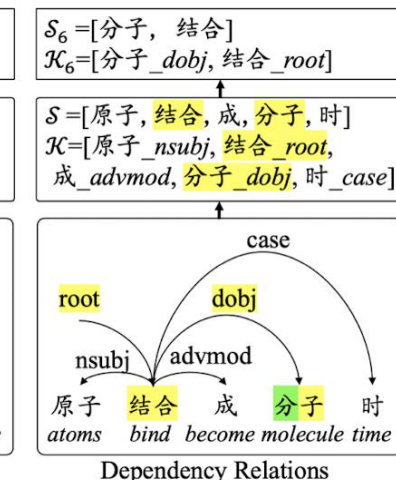 𝒮₆ =[分子, 结合]
𝒦₆=[分子_dobj, 结合_root]
𝒮 =[原子, 结合, 成, 分子, 时]
𝒦=[原子_nsubj, 结合_root,
成_advmod, 分子_dobj, 时_case]
case
root dobj
nsubj advmod
原子 结合 成 分子 时
atoms bind become molecule time
Dependency Relations